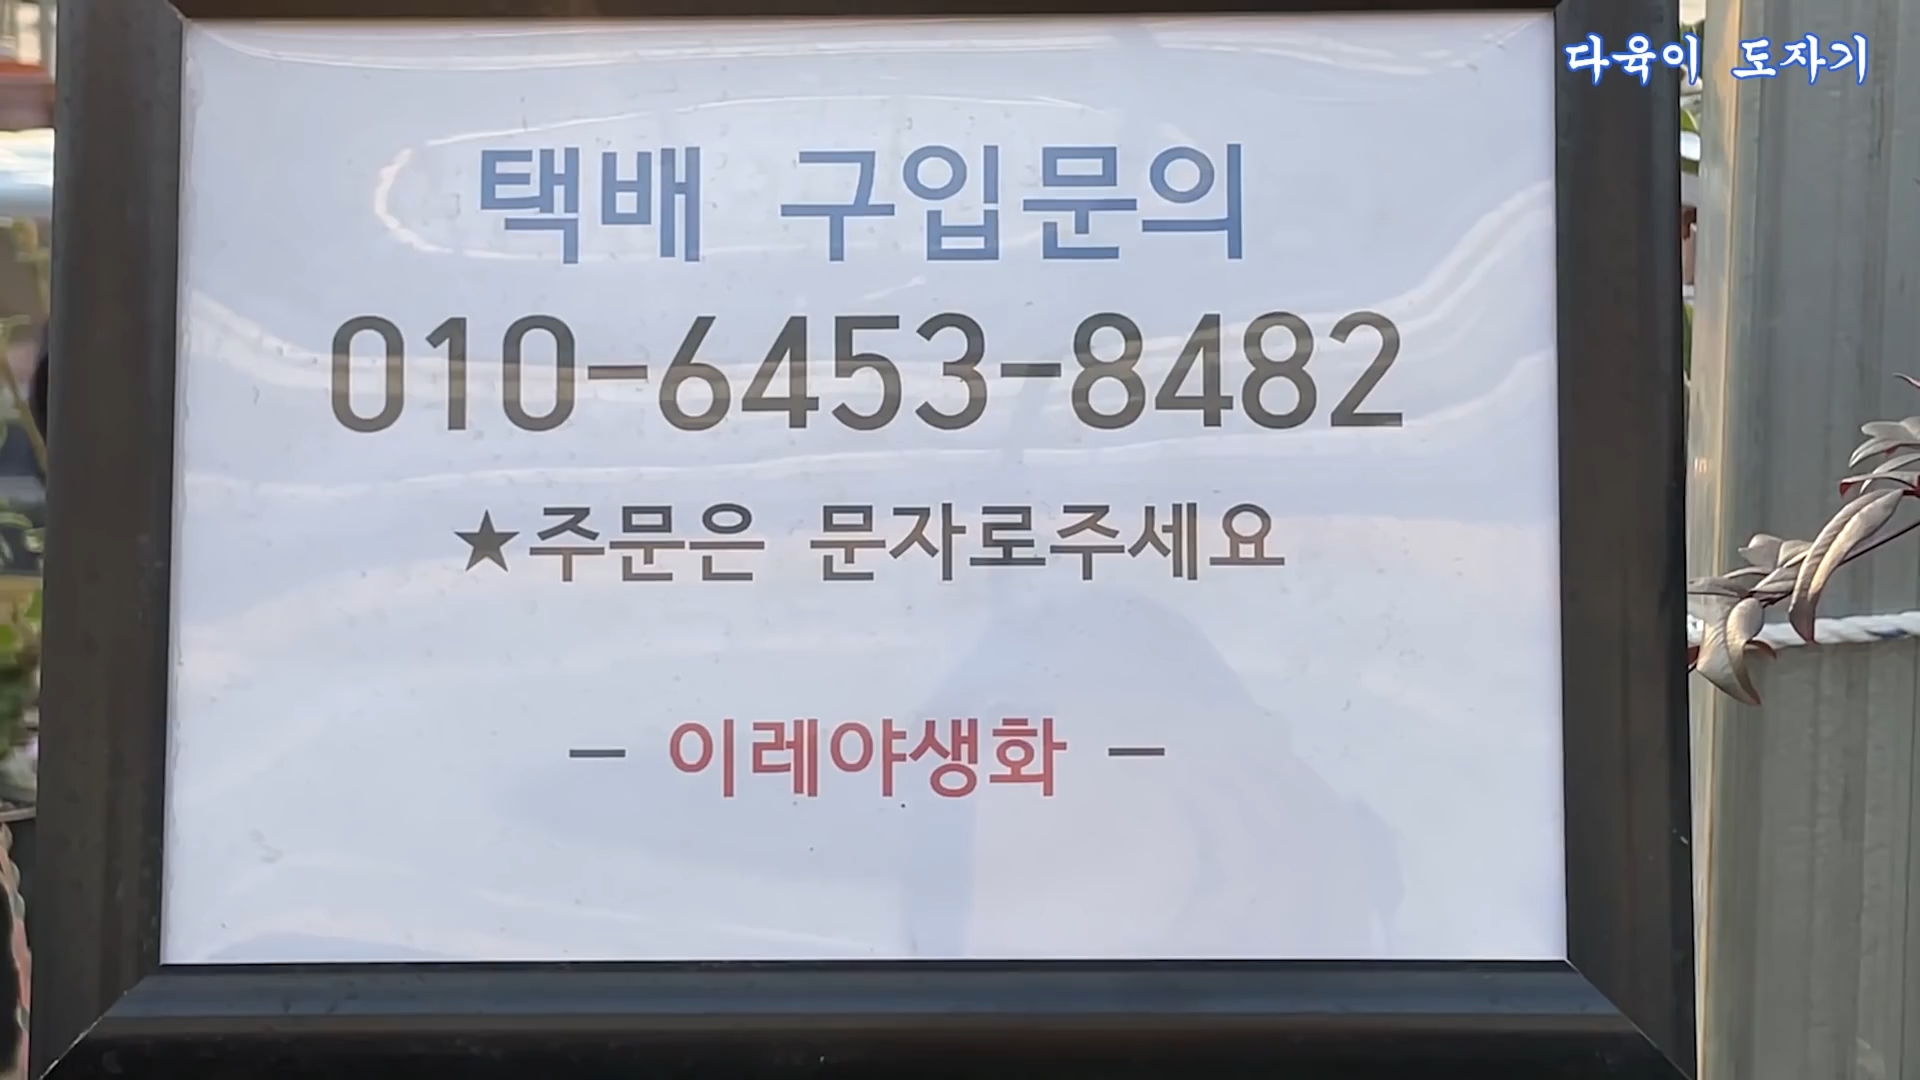 다육이 도자기
택배 구입문의
010-6453-8482
★주문은 문자로주세요
- 이레야생화 -